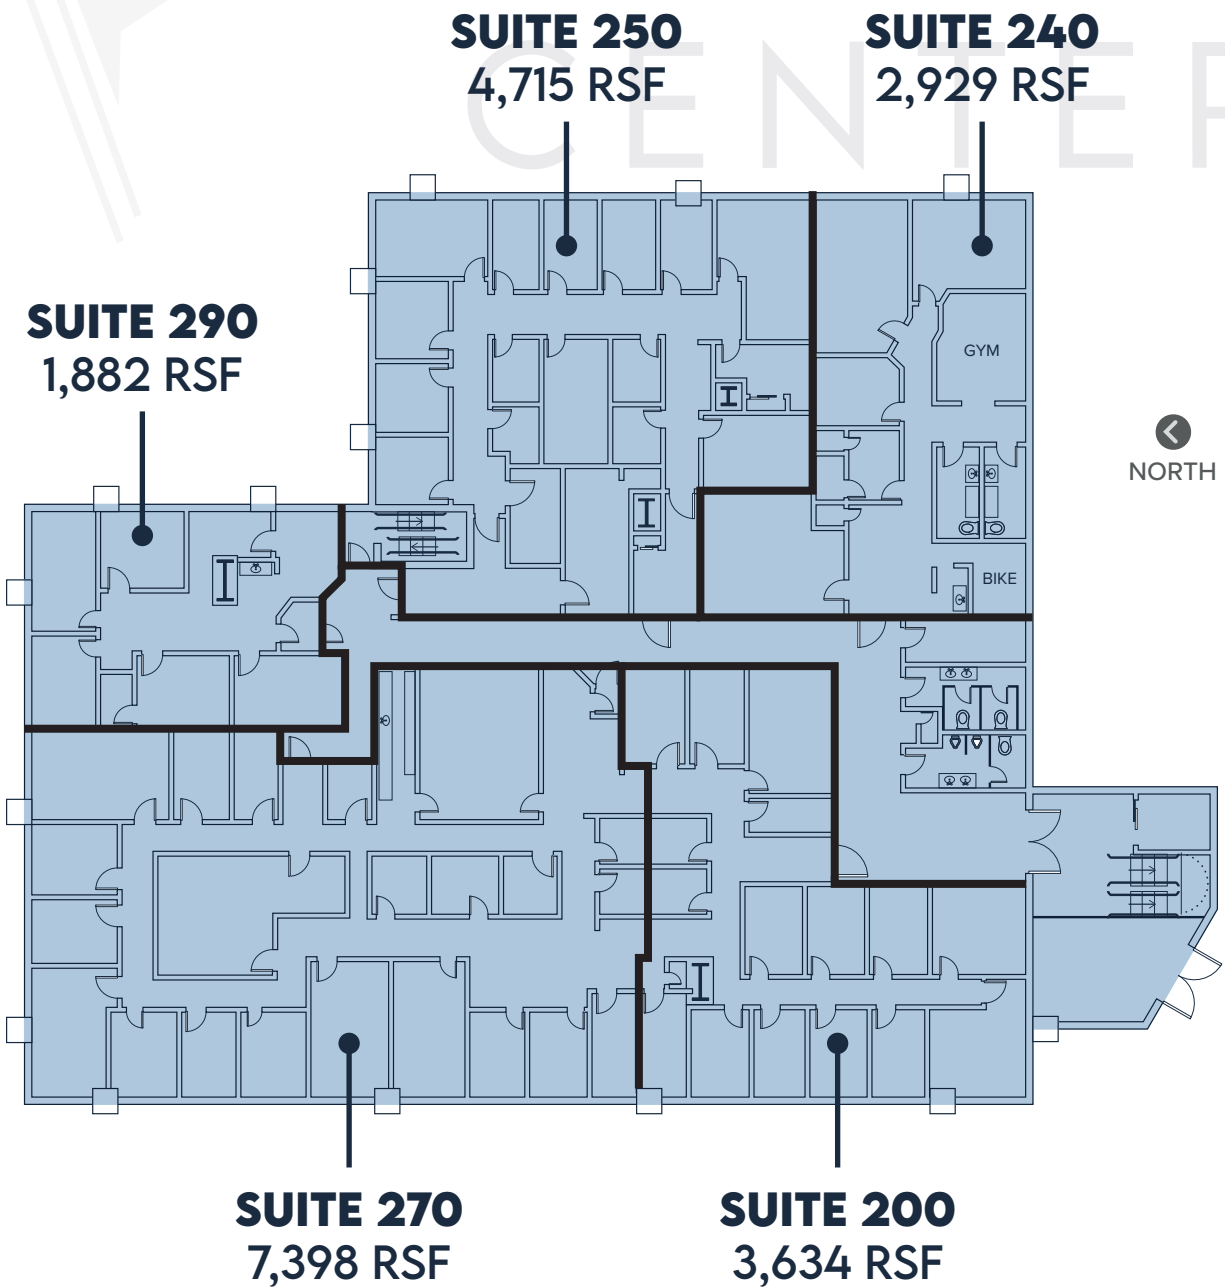 SUITE 250
4,715 RSF
SUITE 240
2,929 RSF
CENTER
SUITE 290
1,882 RSF
GYM
NORTH
BIKE
SUITE 270
7,398 RSF
SUITE 200
3,634 RSF